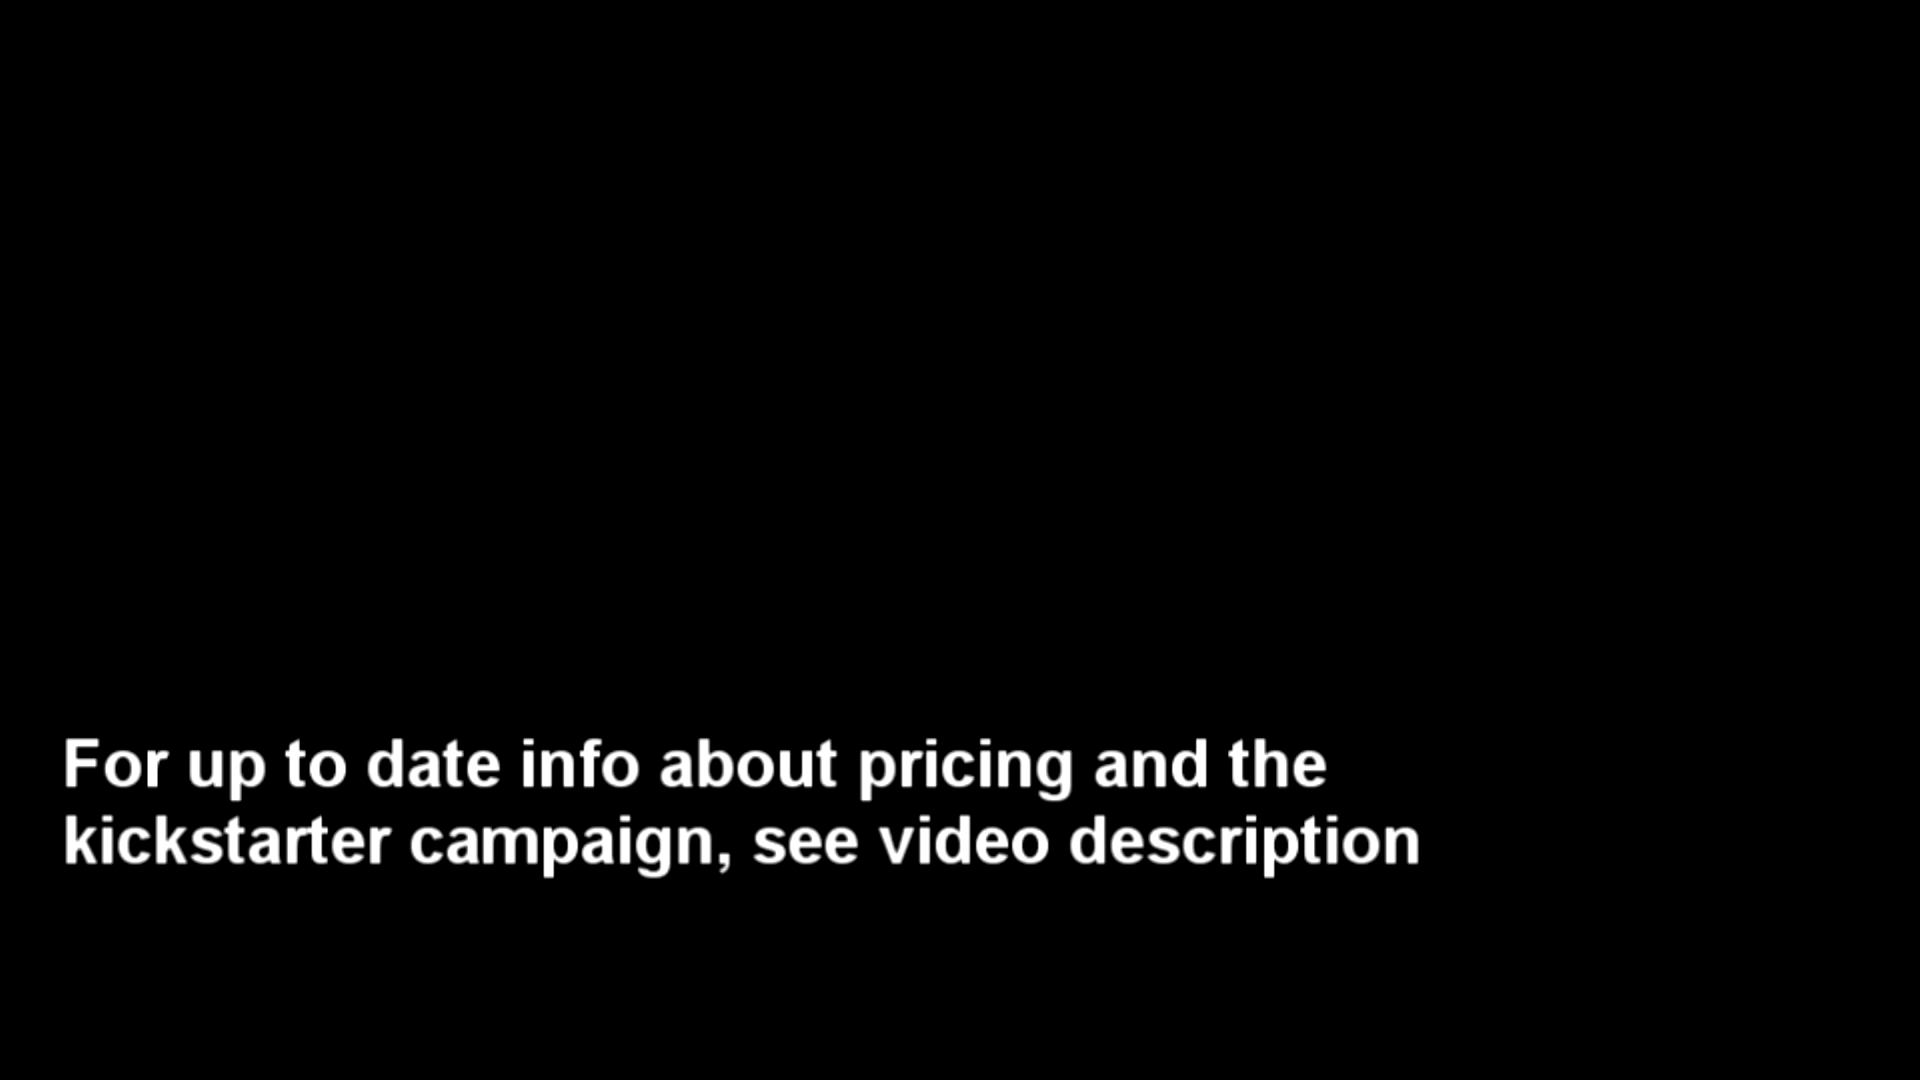 For up to date info about pricing and the
kickstarter campaign, see video description